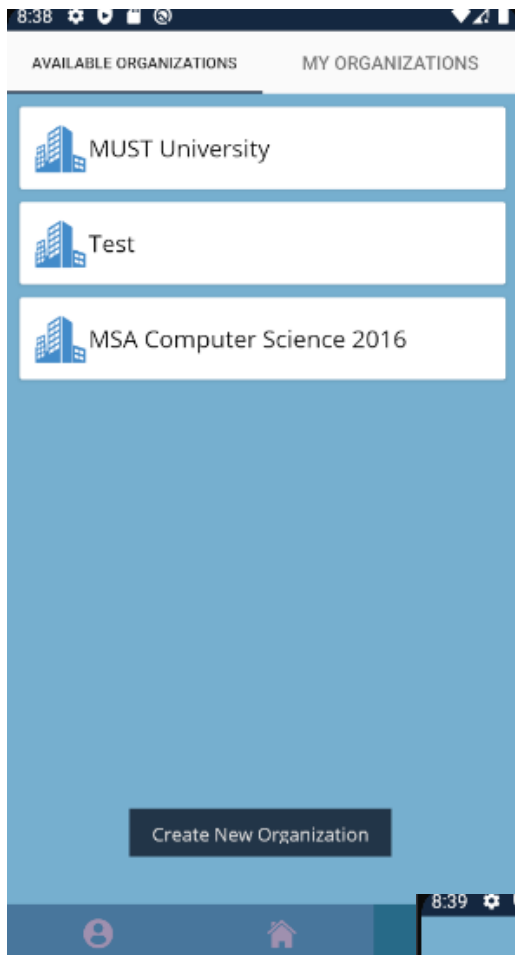 8:38
AVAILABLE ORGANIZATIONS MY ORGANIZATIONS
MUST University
Test
MSA Computer Science 2016
Create New Organization
8:39